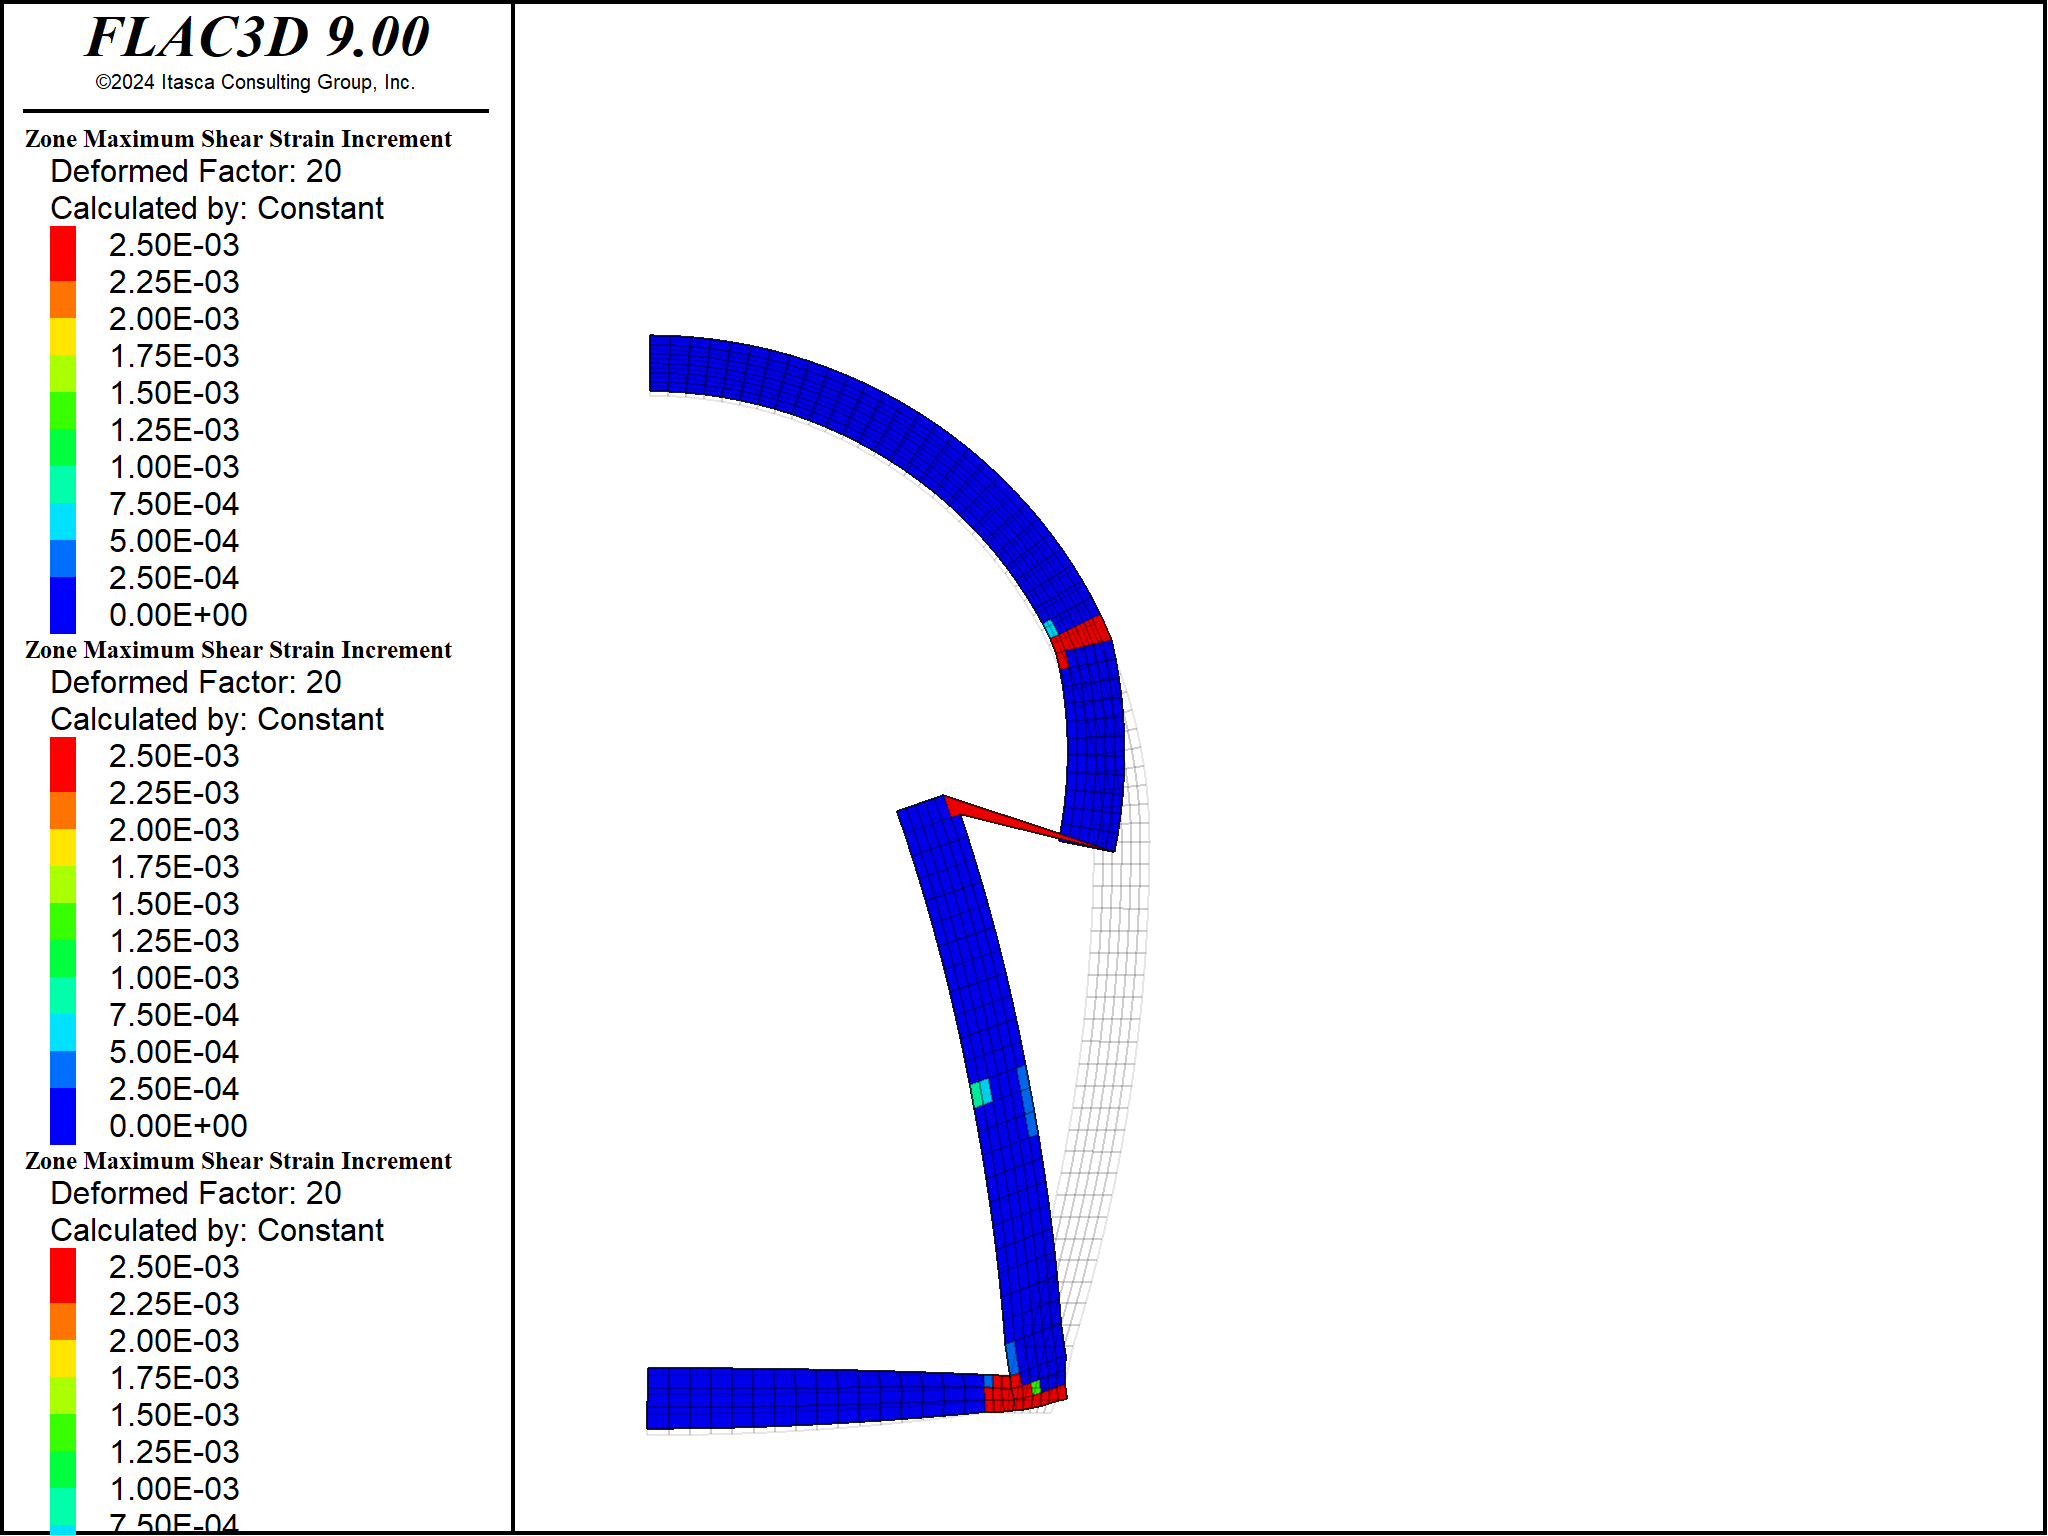 FLAC3D 9.00
©2024 Itasca Consulting Group, Inc.
Zone Maximum Shear Strain Increment
Deformed Factor: 20
Calculated by: Constant
2.50E-03
2.25E-03
2.00E-03
1.75E-03
1.50E-03
1.25E-03
1.00E-03
7.50E-04
5.00E-04
2.50E-04
0.00E+00
Zone Maximum Shear Strain Increment
Deformed Factor: 20
Calculated by: Constant
2.50E-03
2.25E-03
2.00E-03
1.75E-03
1.50E-03
1.25E-03
1.00E-03
7.50E-04
5.00E-04
2.50E-04
0.00E+00
Zone Maximum Shear Strain Increment
Deformed Factor: 20
Calculated by: Constant
2.50E-03
2.25E-03
2.00E-03
1.75E-03
1.50E-03
1.25E-03
1.00E-03
7.50E-04